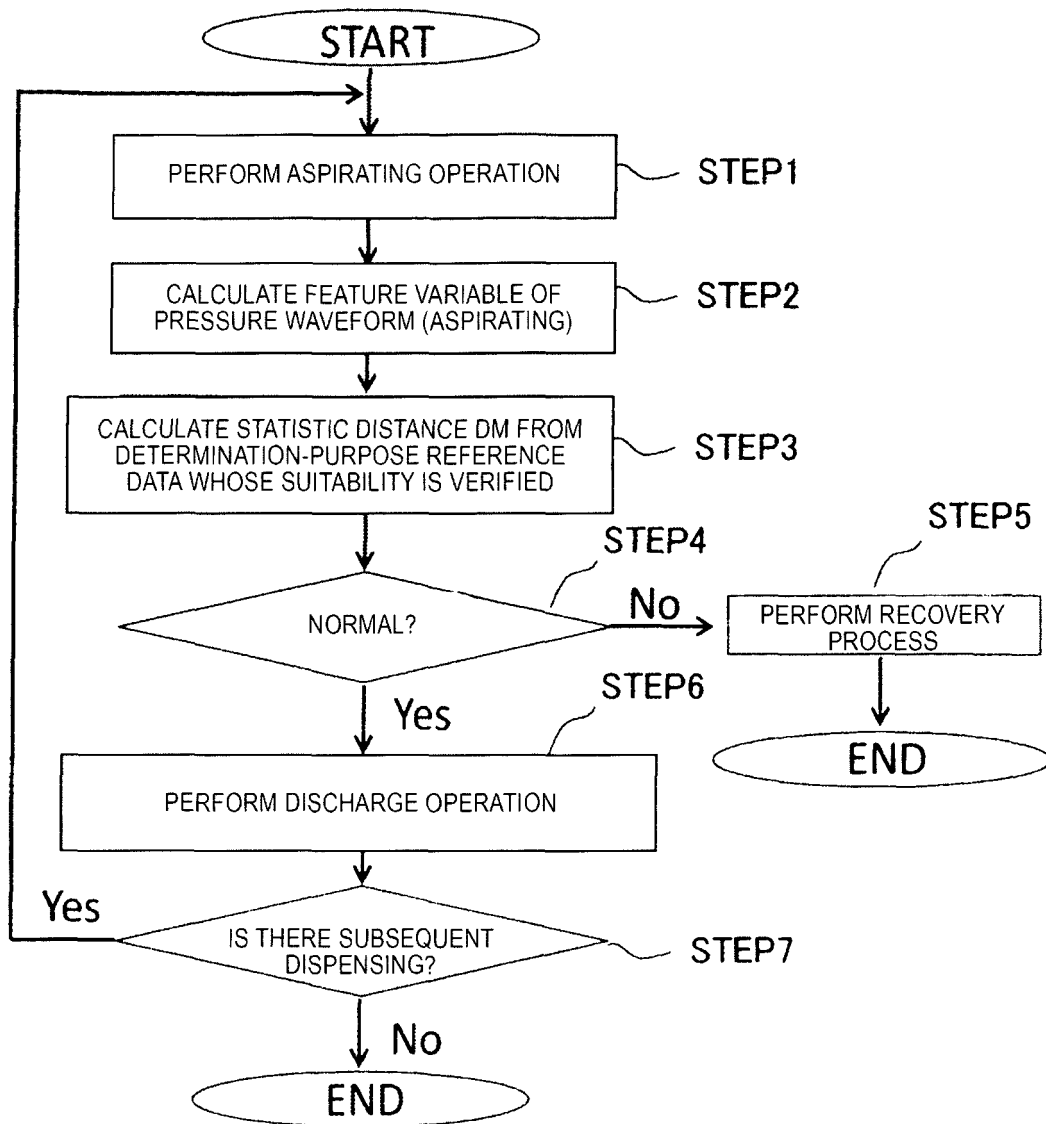 START
PERFORM ASPIRATING OPERATION
STEP1
CALCULATE FEATURE VARIABLE OF
PRESSURE WAVEFORM (ASPIRATING)
STEP2
CALCULATE STATISTIC DISTANCE DM FROM
DETERMINATION-PURPOSE REFERENCE
DATA WHOSE SUITABILITY IS VERIFIED
STEP3
NORMAL?
STEP4
No
PERFORM RECOVERY
PROCESS
STEP5
END
Yes
PERFORM DISCHARGE OPERATION
STEP6
IS THERE SUBSEQUENT
DISPENSING?
STEP7
Yes
No
END